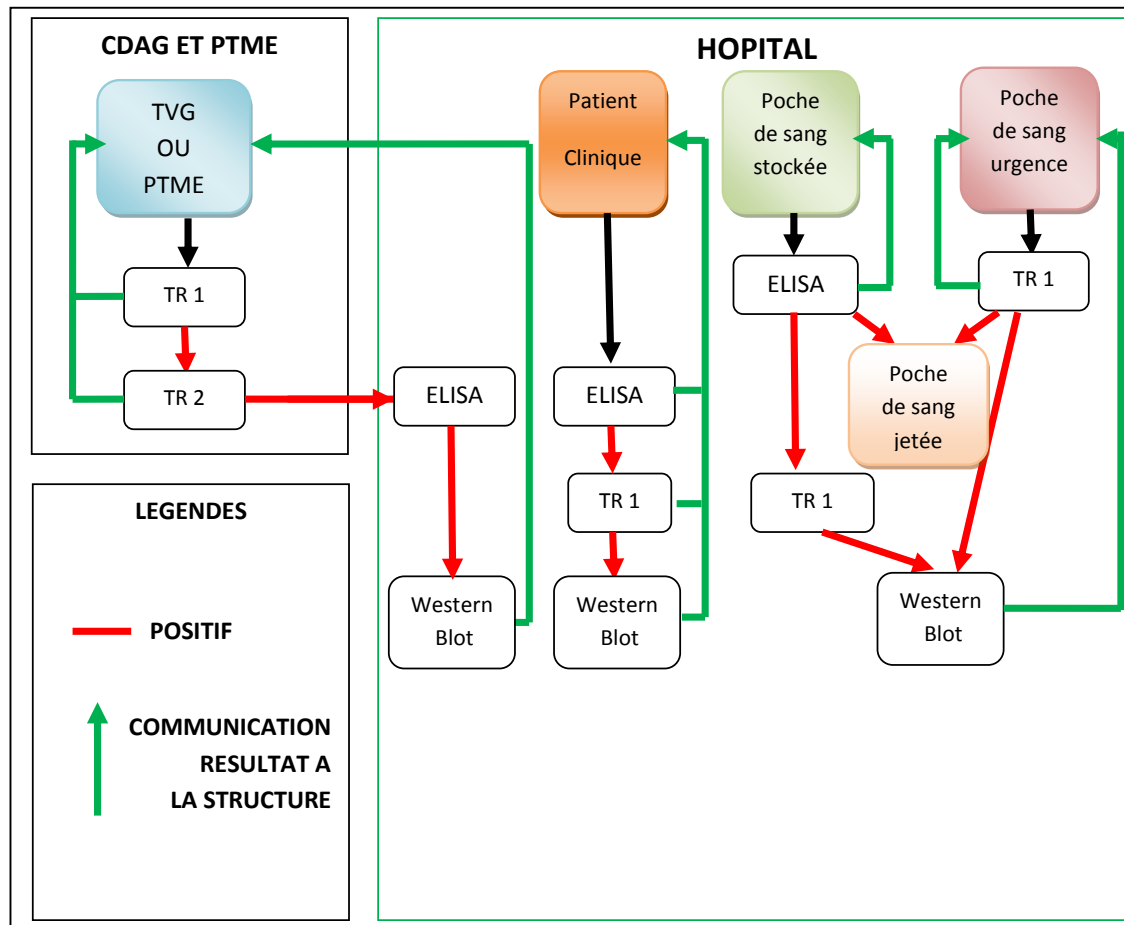 CDAG ET PTME
TVG
OU
PTME
TR 1
TR 2
HOPITAL
ELISA
Western
Blot
Patient
Clinique
ELISA
TR 1
Western
Blot
Poche
de sang
stockée
ELISA
TR 1
Poche
de sang
urgence
TR 1
Poche
de sang
jetée
Western
Blot
LEGENDES
POSITIF
COMMUNICATION
RESULTAT A
LA STRUCTURE